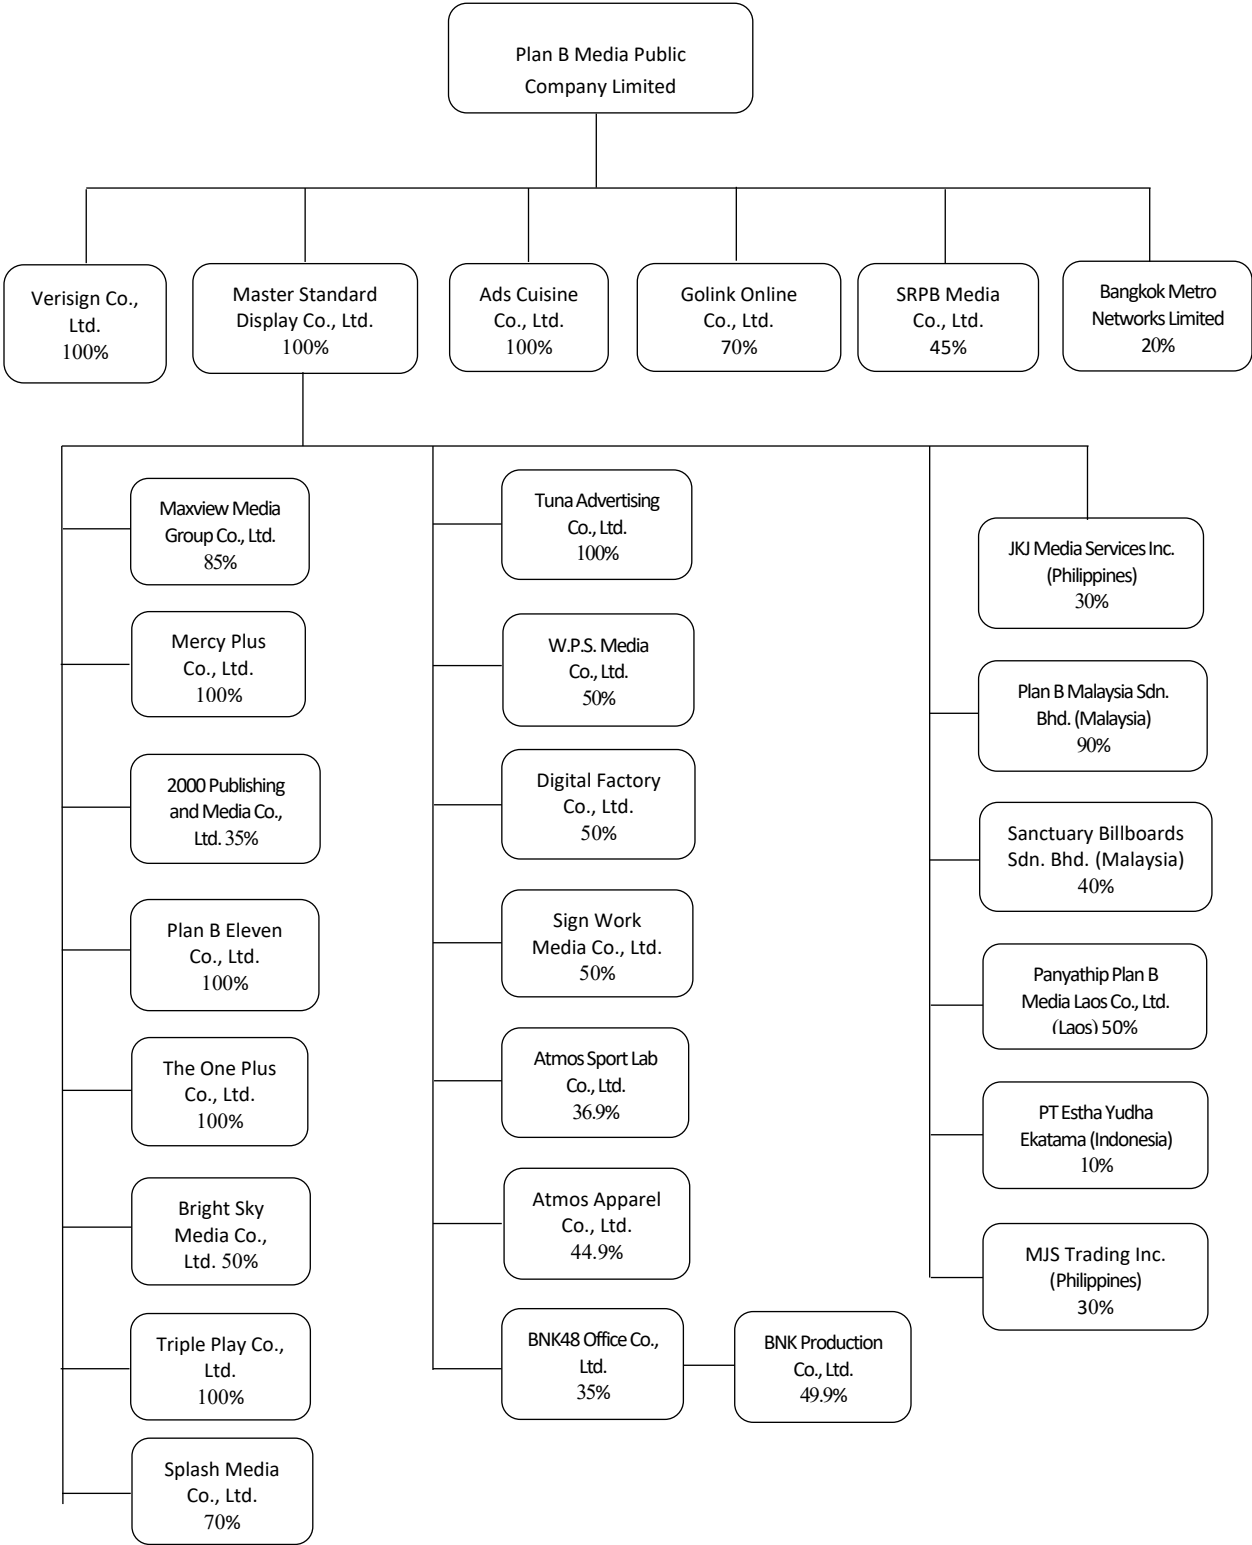 Plan B Media Public
Company Limited
Verisign Co.,
Ltd.
100%
Master Standard
Display Co., Ltd.
100%
Ads Cuisine
Co., Ltd.
100%
Golink Online
Co., Ltd.
70%
SRPB Media
Co., Ltd.
45%
Bangkok Metro
Networks Limited
20%
Maxview Media
Group Co., Ltd.
85%
Mercy Plus
Co., Ltd.
100%
2000 Publishing
and Media Co.,
Ltd. 35%
Plan B Eleven
Co., Ltd.
100%
The One Plus
Co., Ltd.
100%
Bright Sky
Media Co.,
Ltd. 50%
Triple Play Co.,
Ltd.
100%
Splash Media
Co., Ltd.
70%
Tuna Advertising
Co., Ltd.
100%
W.P.S. Media
Co., Ltd.
50%
Digital Factory
Co., Ltd.
50%
Sign Work
Media Co., Ltd.
50%
Atmos Sport Lab
Co., Ltd.
36.9%
Atmos Apparel
Co., Ltd.
44.9%
BNK48 Office Co.,
Ltd.
35%
BNK Production
Co., Ltd.
49.9%
JKJ Media Services Inc.
(Philippines)
30%
Plan B Malaysia Sdn.
Bhd. (Malaysia)
90%
Sanctuary Billboards
Sdn. Bhd. (Malaysia)
40%
Panyathip Plan B
Media Laos Co., Ltd.
(Laos) 50%
PT Estha Yudha
Ekatama (Indonesia)
10%
MJS Trading Inc.
(Philippines)
30%